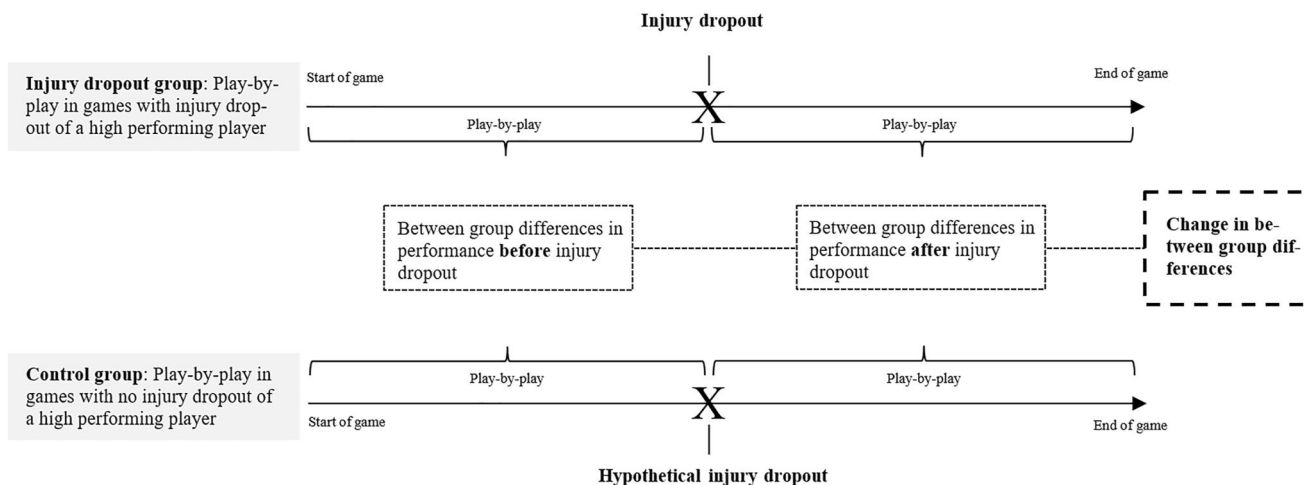 Injury dropout
Injury dropout group: Play-by-
play in games with injury drop-
out of a high performing player
Start of game
End of game
X
Play-by-play
Play-by-play
Between group differences in
performance before injury
dropout
Between group differences in
performance after injury
dropout
Change in be-
tween group dif-
ferences
Control group: Play-by-play in
games with no injury dropout of
a high performing player
Play-by-play
Play-by-play
X
Start of game
End of game
Hypothetical injury dropout